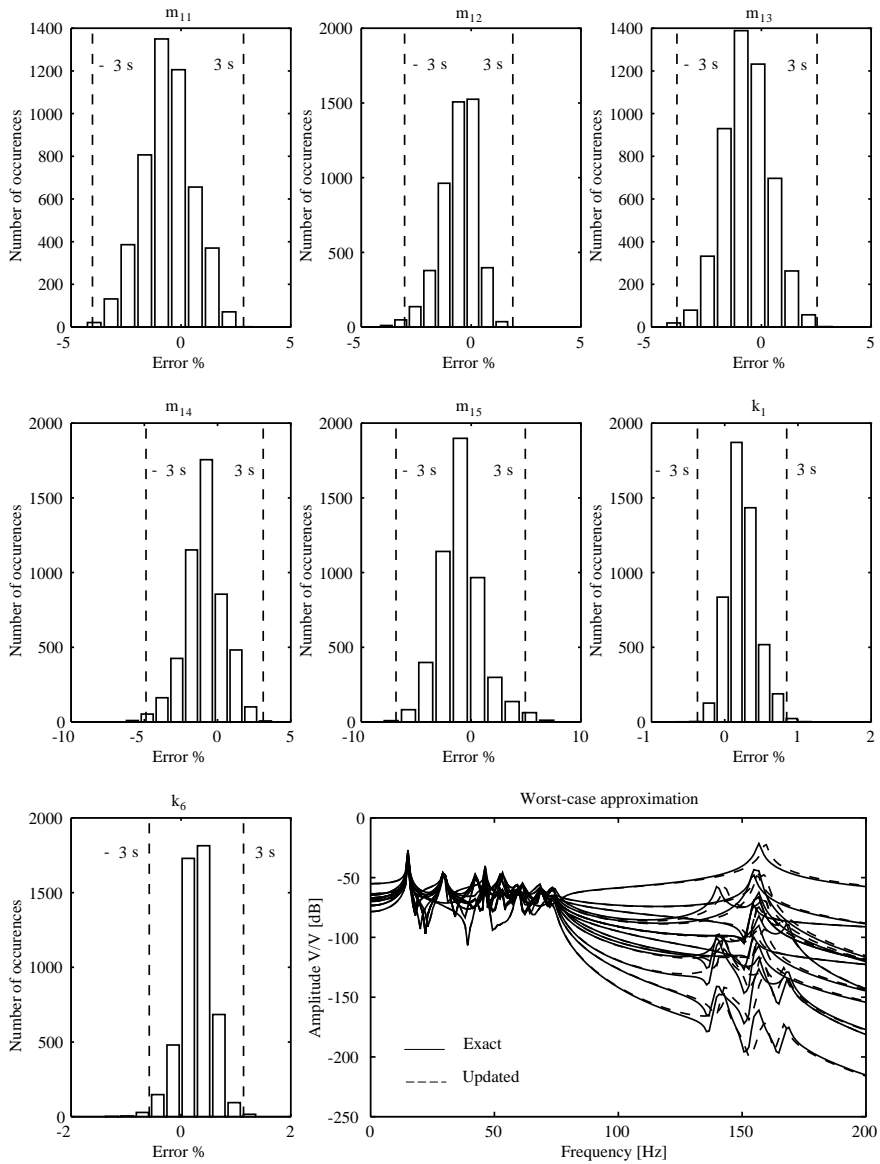 m11
m12
m13
1400
1200
1000
800
600
400
200
0
Number of occurences
- 3 s
3 s
-5
0
5
Error %
2000
1500
1000
500
0
Number of occurences
- 3 s
3 s
-5
0
5
Error %
1400
1200
1000
800
600
400
200
0
Number of occurences
- 3 s
3 s
-5
0
5
Error %
m14
m15
k1
2000
1500
1000
500
0
Number of occurences
- 3 s
3 s
-10
-5
0
5
Error %
2000
1500
1000
500
0
Number of occurences
- 3 s
3 s
-10
0
10
Error %
2000
1500
1000
500
0
Number of occurences
- 3 s
3 s
-1
0
1
2
Error %
k6
Worst-case approximation
2000
1500
1000
500
0
Number of occurences
- 3 s
3 s
-2
0
2
Error %
0
-50
-100
-150
-200
-250
Amplitude V/V [dB]
Exact
Updated
0
50
100
150
200
Frequency [Hz]